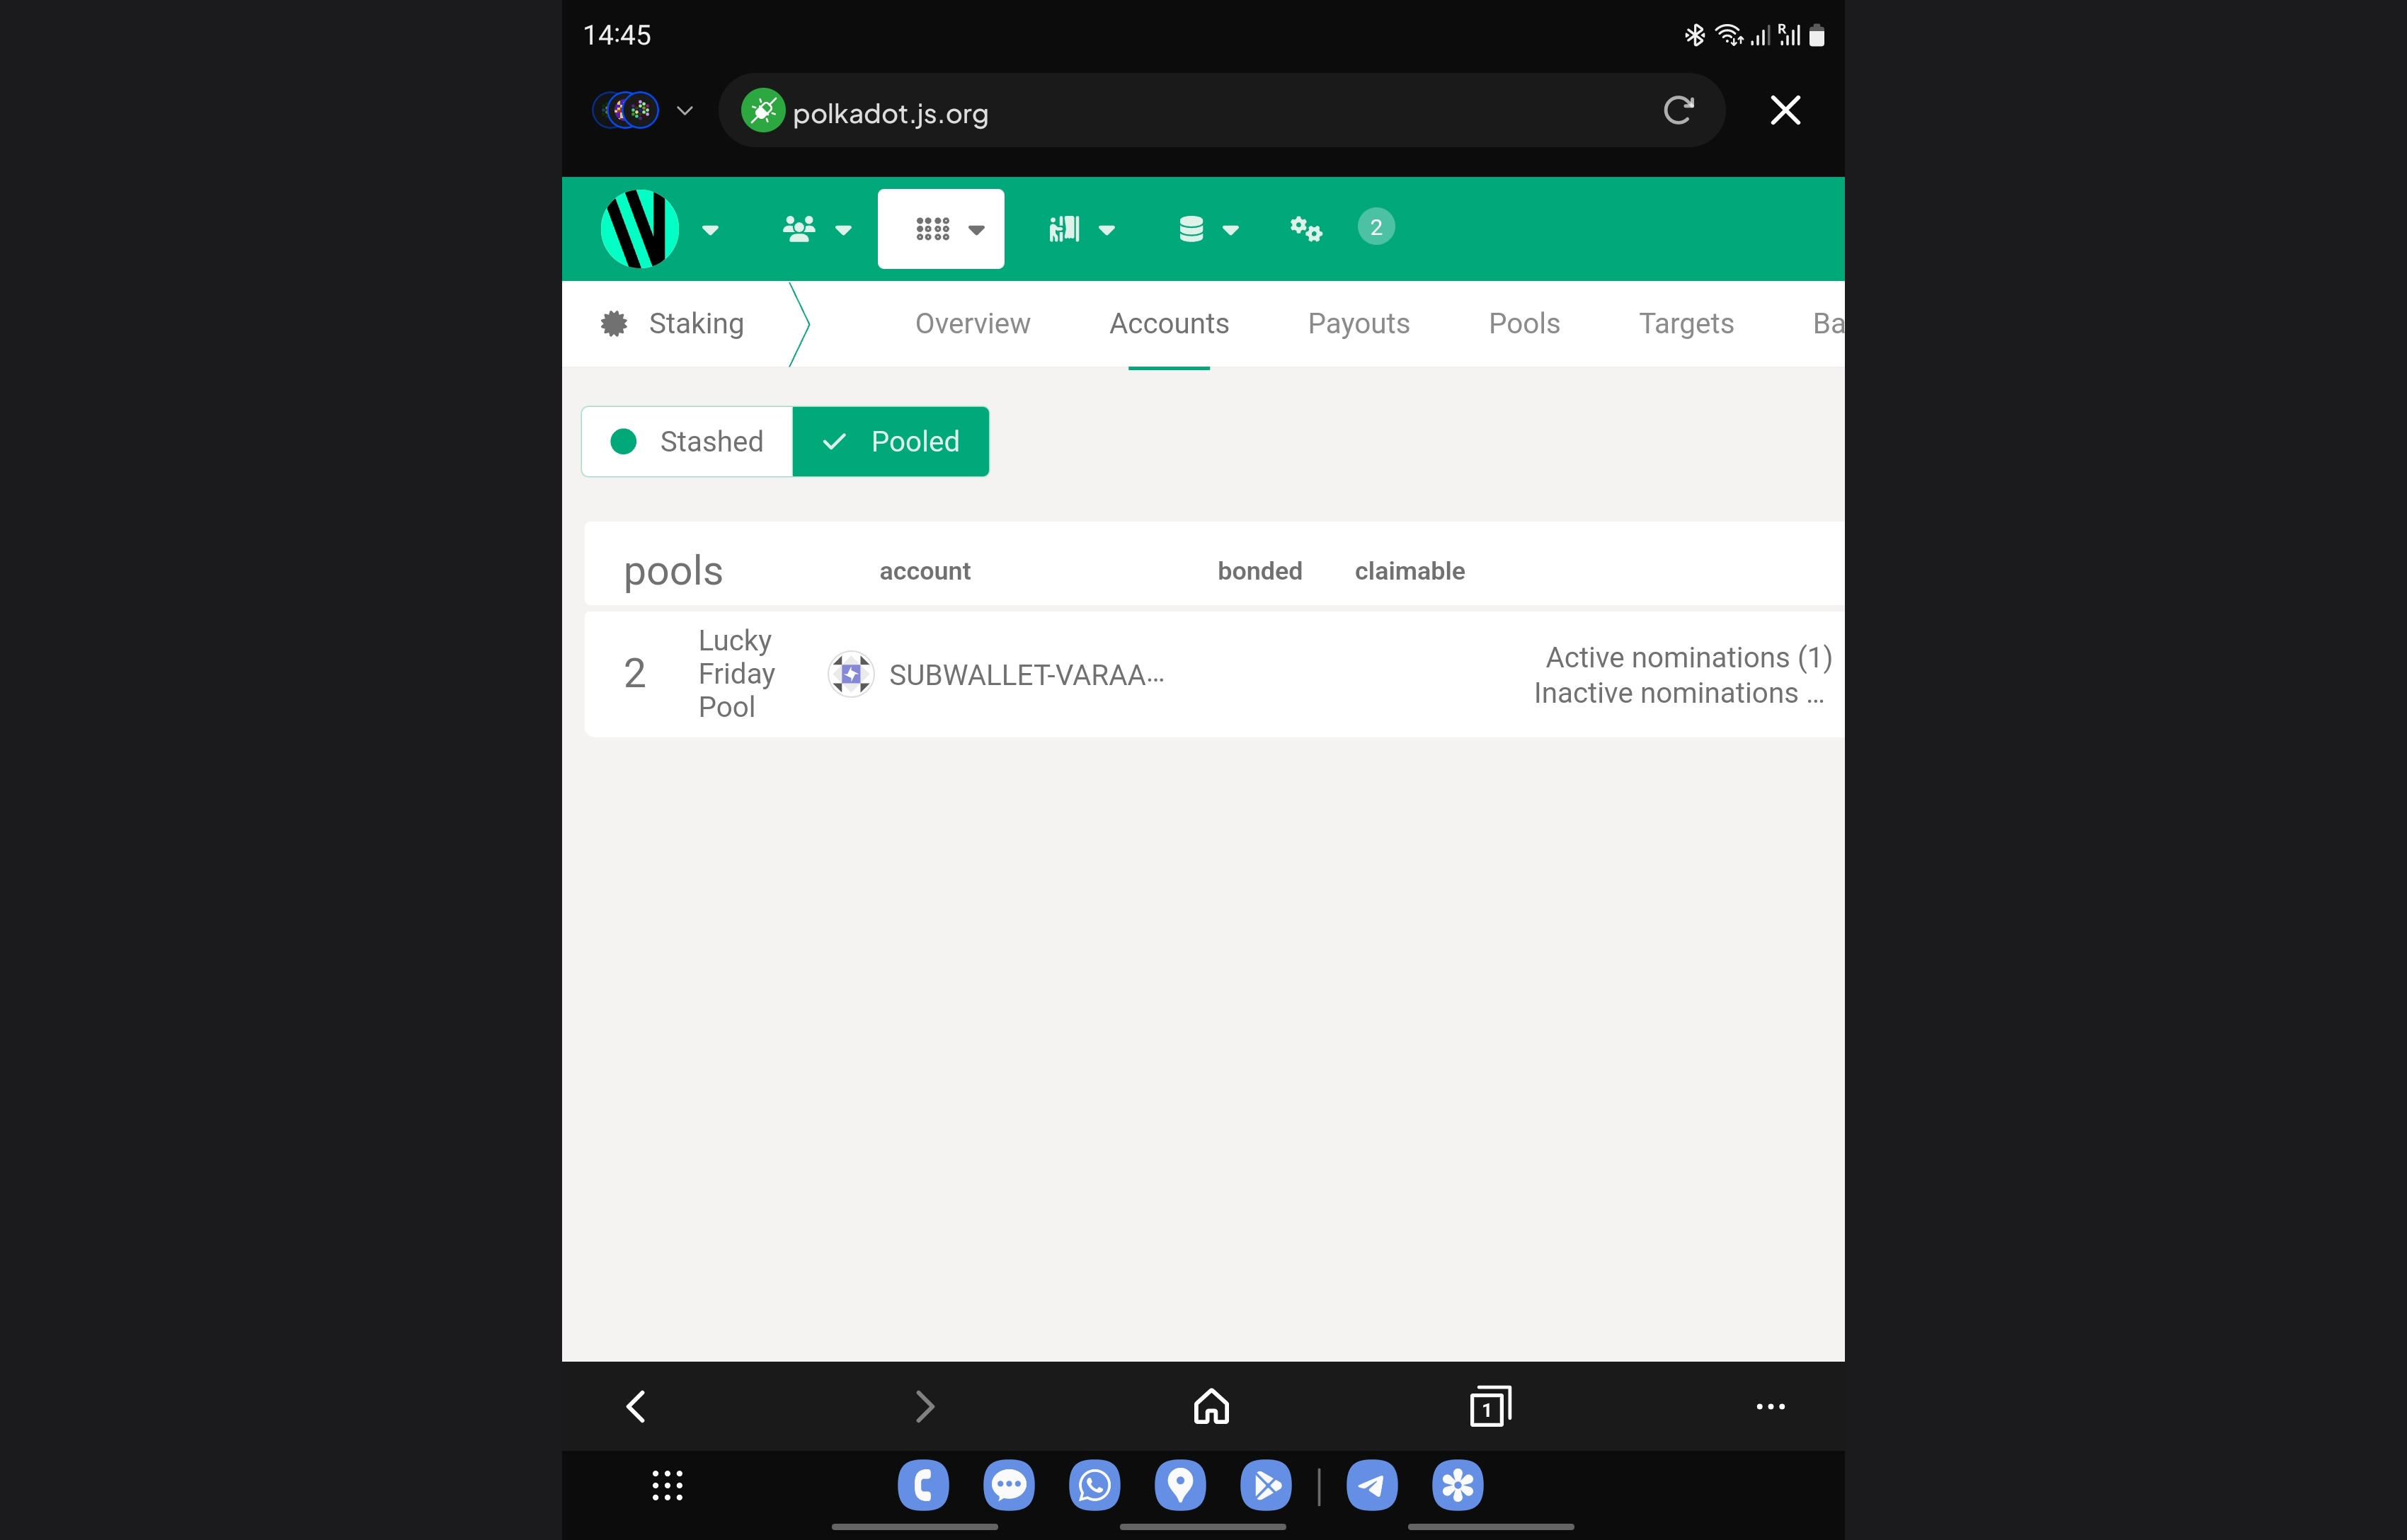 14:45
R
polkadot.js.org
2
Staking
Overview
Accounts
Payouts
Pools
Targets
Ba
Stashed
Pooled
pools
account
bonded
claimable
2
Lucky
Friday
Pool
SUBWALLET-VARAA...
Active nominations (1)
Inactive nominations ...
1